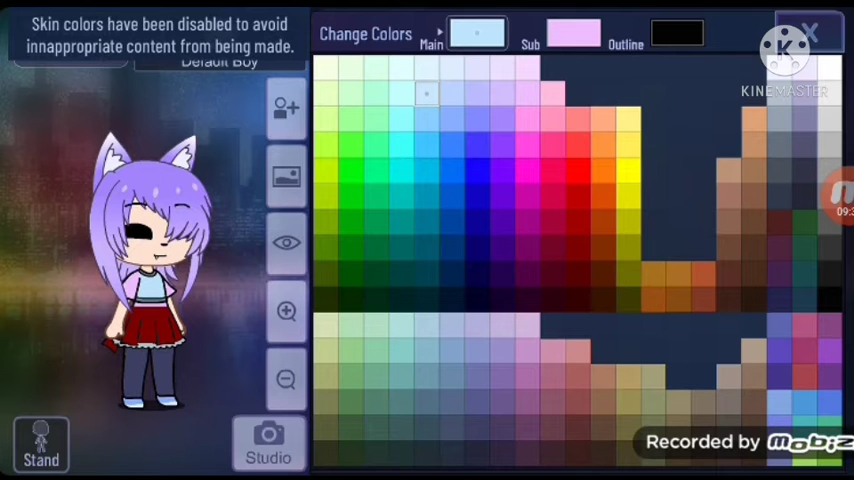 Skin colors have been disabled to avoid
innappropriate content from being made.
Default Boy
Change Colors
Main
Sub
Outline
X
K
KINEMASTER
Stand
Studio
Recorded by